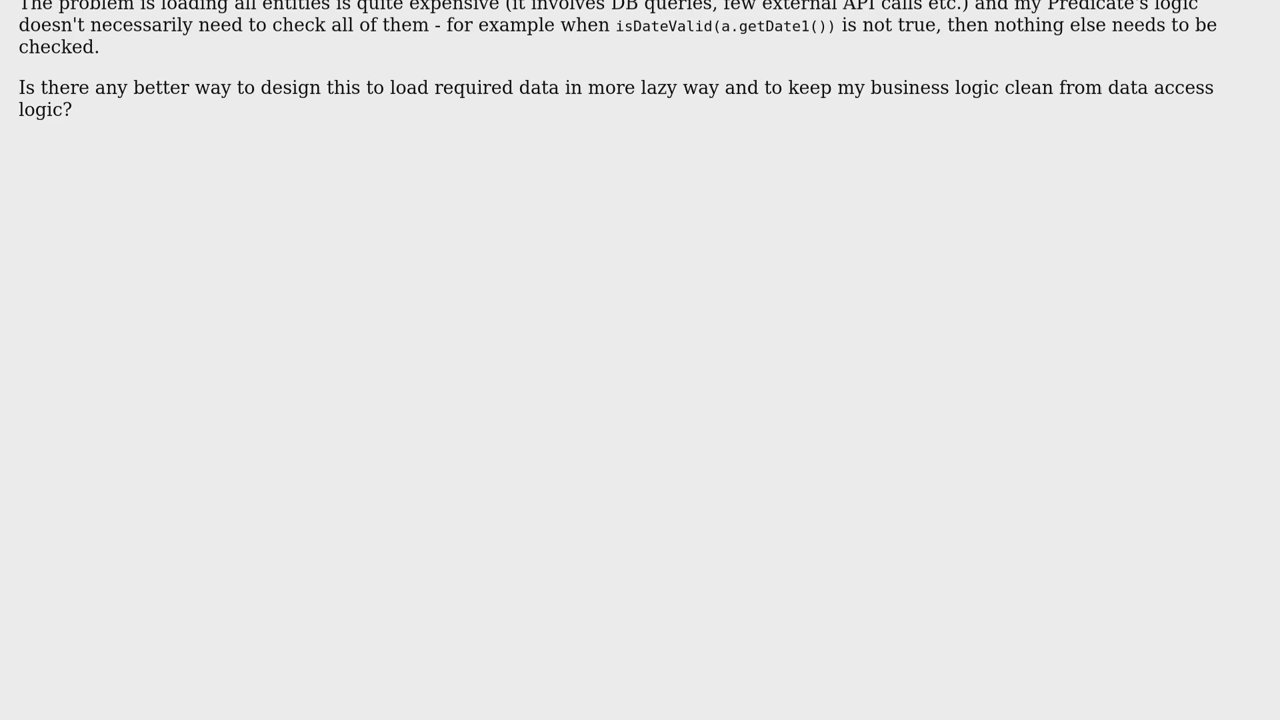 The problem is loading all entities is quite expensive (it involves DB queries, few external API calls etc.) and my Predicate's logic
doesn't necessarily need to check all of them - for example when isDateValid(a.getDate1()) is not true, then nothing else needs to be
checked.
Is there any better way to design this to load required data in more lazy way and to keep my business logic clean from data access
logic?